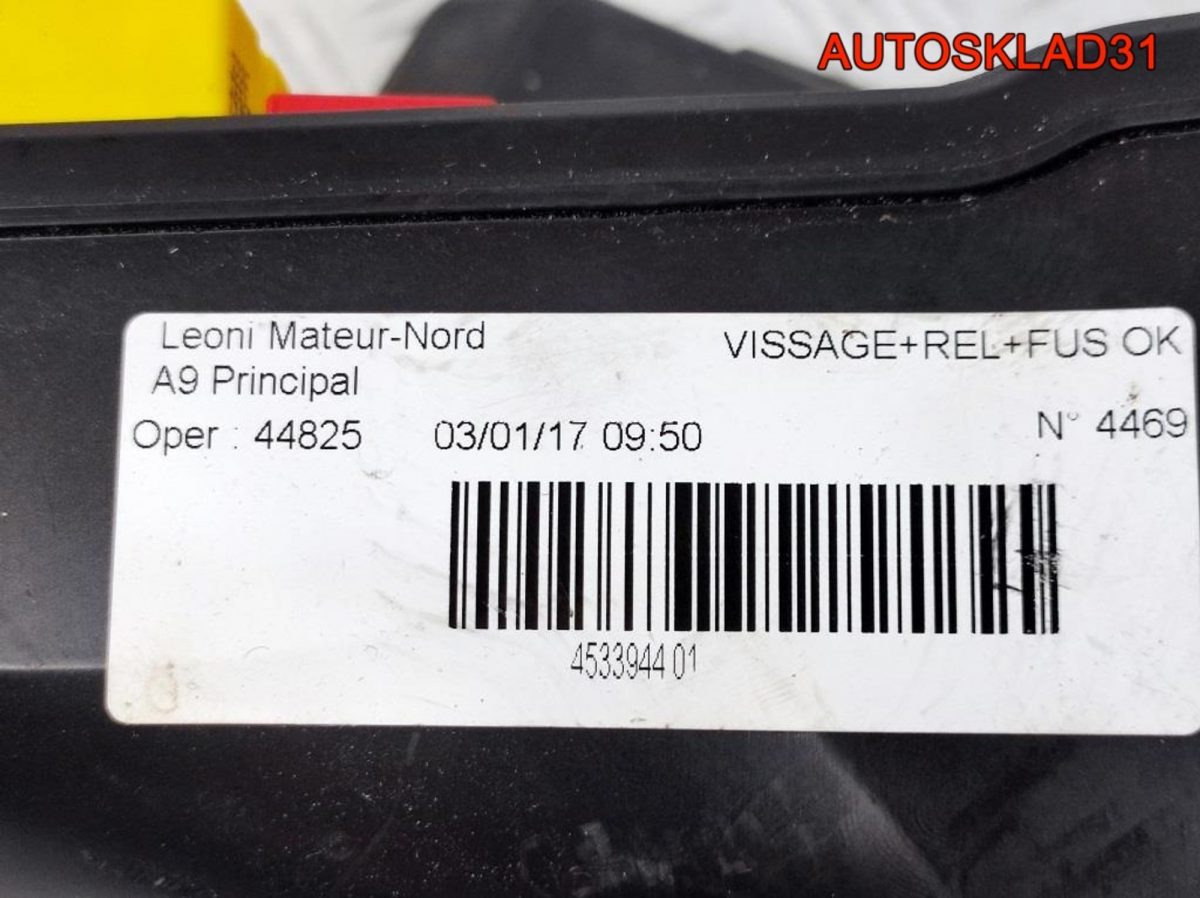 AUTOSKLAD31
Leoni Mateur-Nord
VISSAGE+REL+FUS OK
A9 Principal
Oper : 44825 03/01/17 09:50 N° 4469
4533944 01